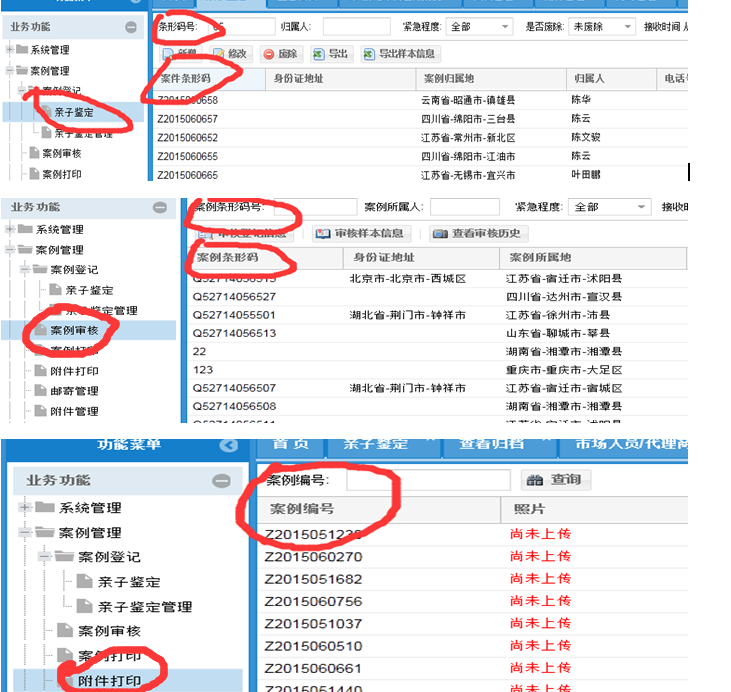 业务功能
条形码号:
归属人:
紧急程度: 全部
是否废除: 未废除
接收时间 从
系统管理
新增 修改 废除 导出 导出样本信息
案例管理
案件条形码 身份证地址 案例归属地 归属人 电话号
案例登记
亲子鉴定
亲子鉴定管理
案例审核
案例打印
云南省-昭通市-镇雄县 陈华
Z2015060657 四川省-绵阳市-三台县 陈云
Z2015060652 江苏省-常州市-新北区 陈文骏
Z2015060655 四川省-绵阳市-江油市 陈云
Z2015060665 江苏省-无锡市-宜兴市 叶田鹏
业务功能
案例条形码号:
案例所属人:
紧急程度: 全部
接收时
系统管理
审核登记信息 审核样本信息 查看审核历史
案例管理
案例条形码 身份证地址 案例所属地
案例登记
亲子鉴定
亲子鉴定管理
案例审核
案例打印
附件打印
邮寄管理
附件管理
Q52714056515 北京市-北京市-西城区 江苏省-宿迁市-沭阳县
Q52714056527 四川省-达州市-宣汉县
Q52714055501 湖北省-荆门市-钟祥市 江苏省-徐州市-沛县
Q52714056513 山东省-聊城市-莘县
22 湖南省-湘潭市-湘潭县
123 重庆市-重庆市-大足区
Q52714056507 湖北省-荆门市-钟祥市 江苏省-宿迁市-宿城区
Q52714056508 湖南省-湘潭市-湘潭县
功能菜单
首页 亲子鉴定 查看归档 市场人员/代理商
业务功能
案例编号: 查询
系统管理
案例编号 照片
案例管理
案例登记
亲子鉴定
亲子鉴定管理
案例审核
案例打印
附件打印
尚未上传
Z2015060270 尚未上传
Z2015051682 尚未上传
Z2015060756 尚未上传
Z2015051037 尚未上传
Z2015060510 尚未上传
Z2015060661 尚未上传
Z2015051440 尚未上传